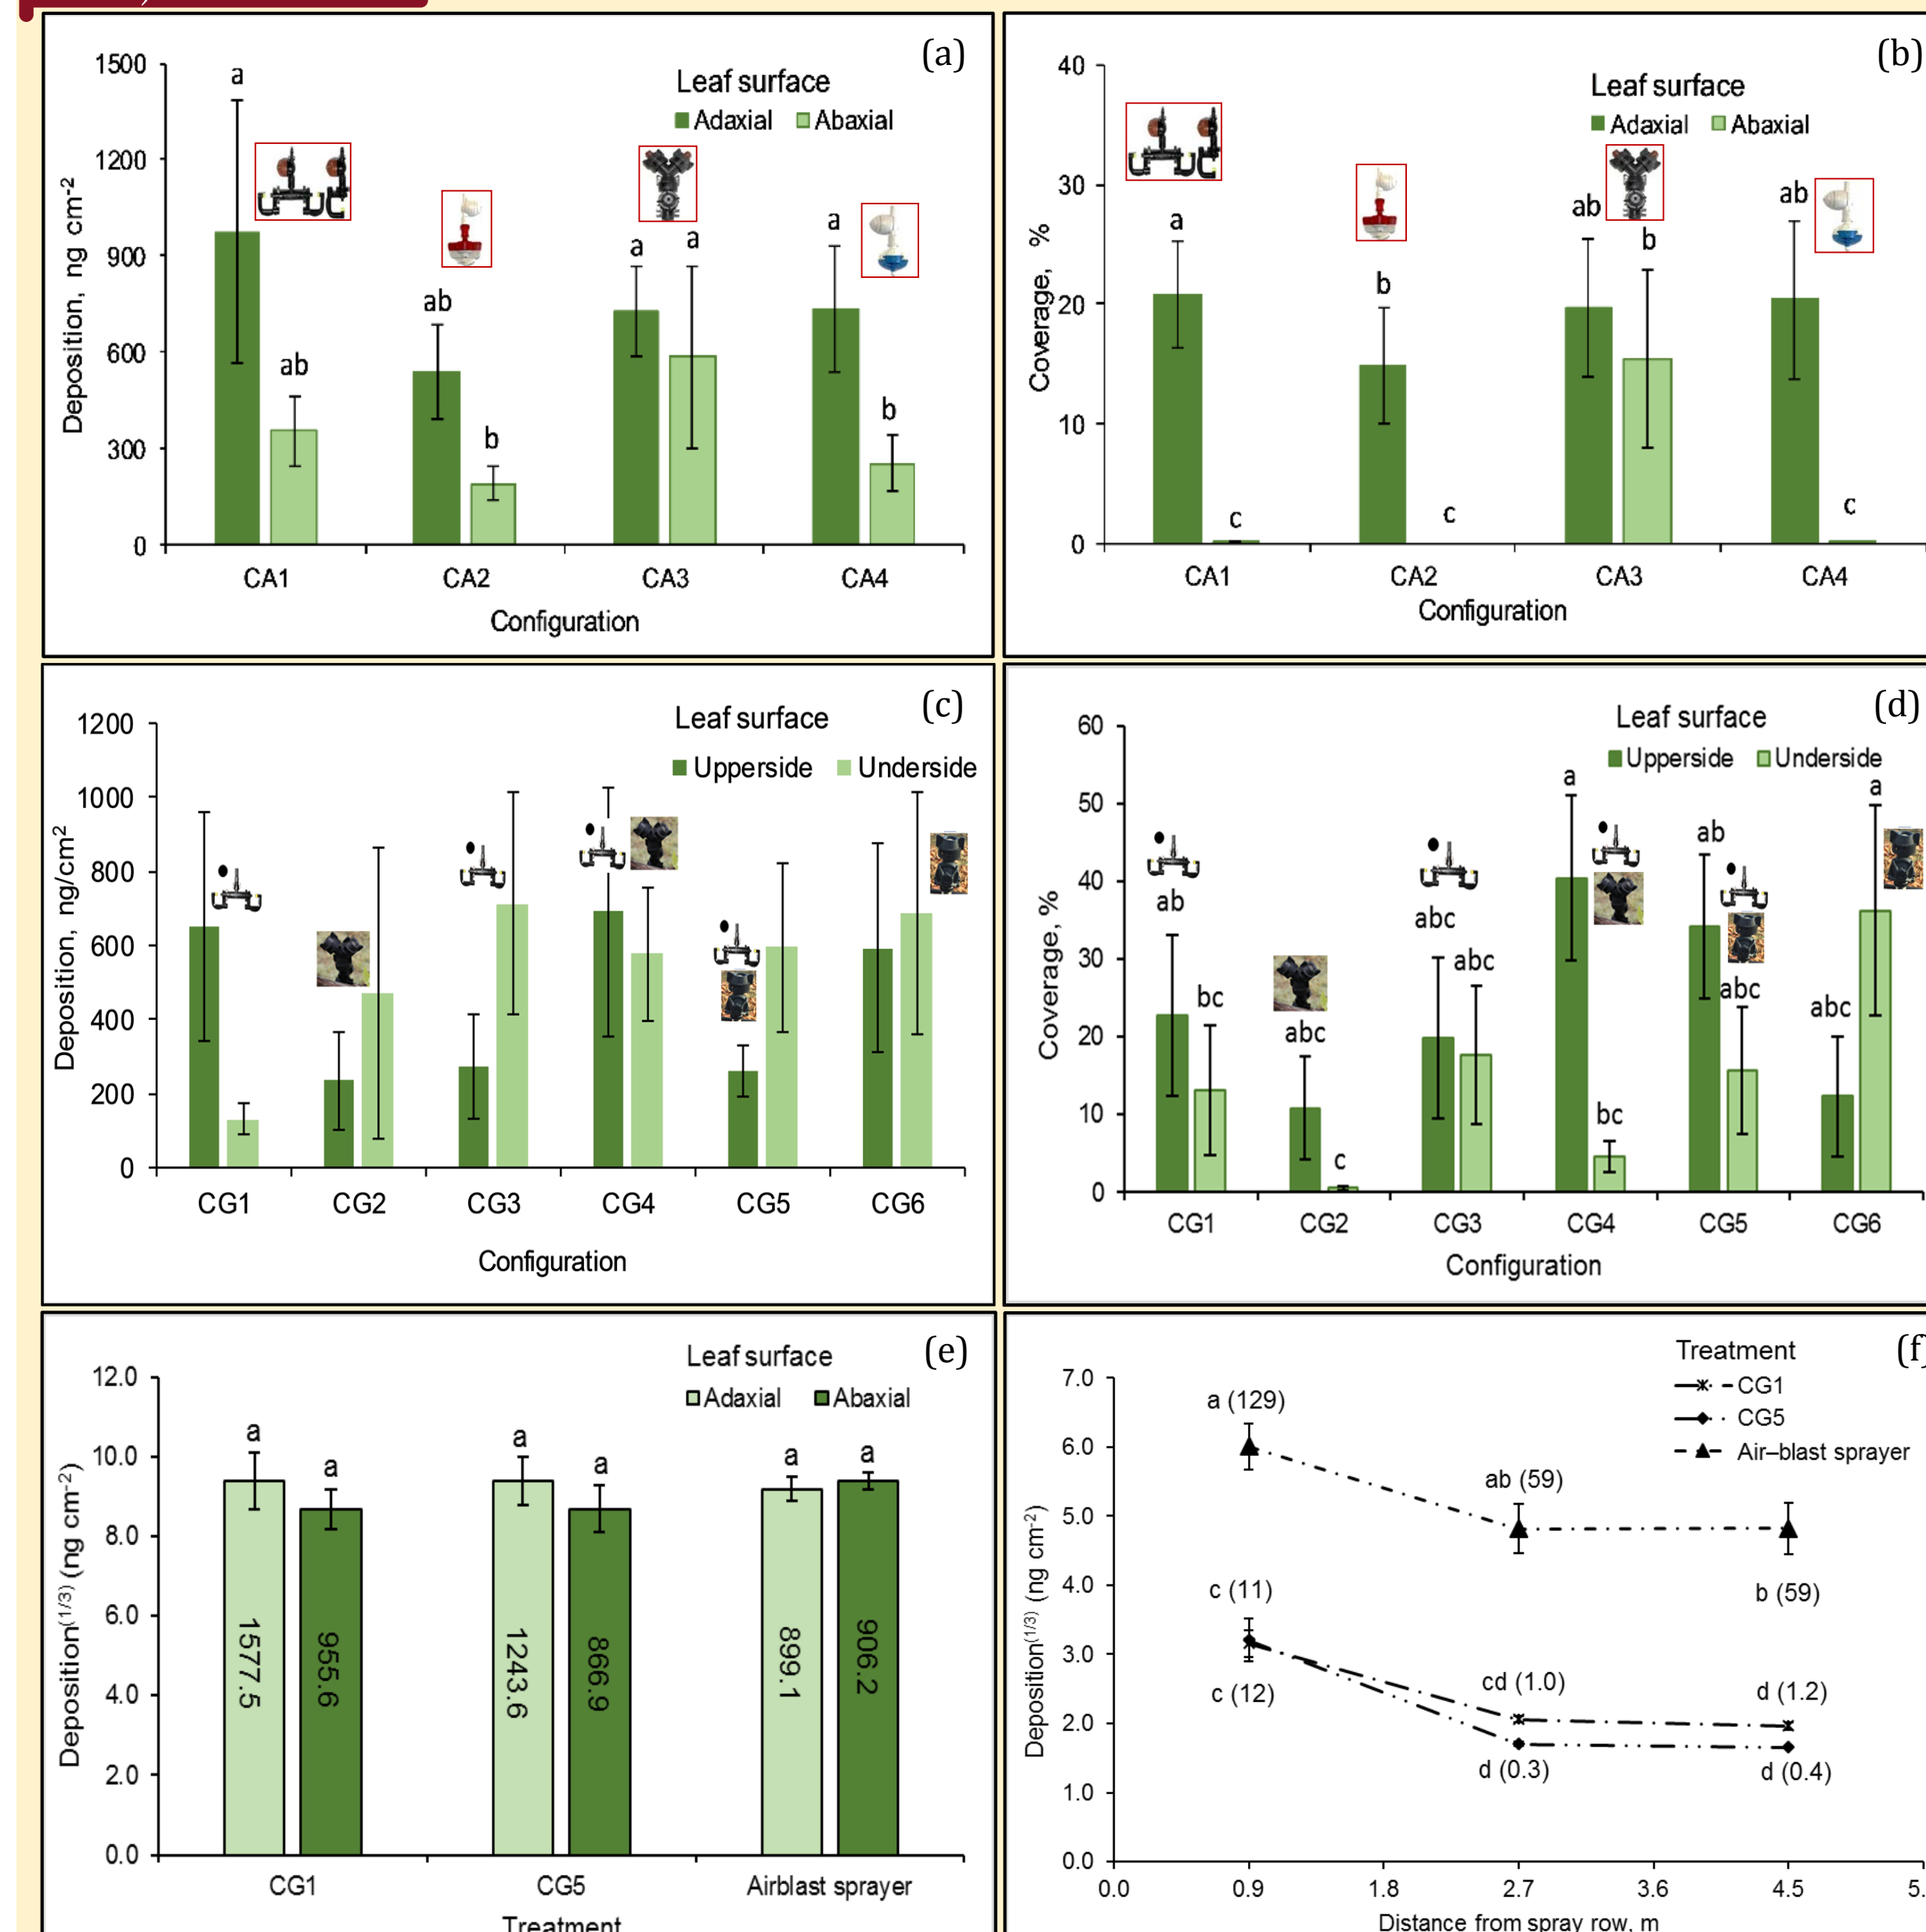 (a)
Leaf surface
Adaxial Abaxial
Deposition, ng cm-2
1500
1200
900
600
300
0
a
ab
ab
b
a
a
a
b
CA1 CA2 CA3 CA4
Configuration
(b)
Leaf surface
Adaxial Abaxial
Coverage, %
40
30
20
10
0
a
c
b
c
ab
b
ab
c
CA1 CA2 CA3 CA4
Configuration
(c)
Leaf surface
Upperside Underside
Deposition, ng/cm2
1200
1000
800
600
400
200
0
CG1 CG2 CG3 CG4 CG5 CG6
Configuration
(d)
Leaf surface
Upperside Underside
Coverage, %
60
50
40
30
20
10
0
ab
bc
abc
c
abc
abc
a
bc
ab
abc
abc
a
CG1 CG2 CG3 CG4 CG5 CG6
Configuration
(e)
Leaf surface
Adaxial Abaxial
Deposition(1/3) (ng cm-2)
12.0
10.0
8.0
6.0
4.0
2.0
0.0
a
a
a
a
a
a
1577.5
955.6
1243.6
866.9
899.1
906.2
CG1 CG5 Airblast sprayer
Treatment
(f)
Treatment
CG1
CG5
Air–blast sprayer
Deposition(1/3) (ng cm-2)
7.0
6.0
5.0
4.0
3.0
2.0
1.0
0.0
a (129)
ab (59)
b (59)
c (11)
c (12)
cd (1.0)
d (1.2)
d (0.3)
d (0.4)
0.0 0.9 1.8 2.7 3.6 4.5 5.
Distance from spray row, m